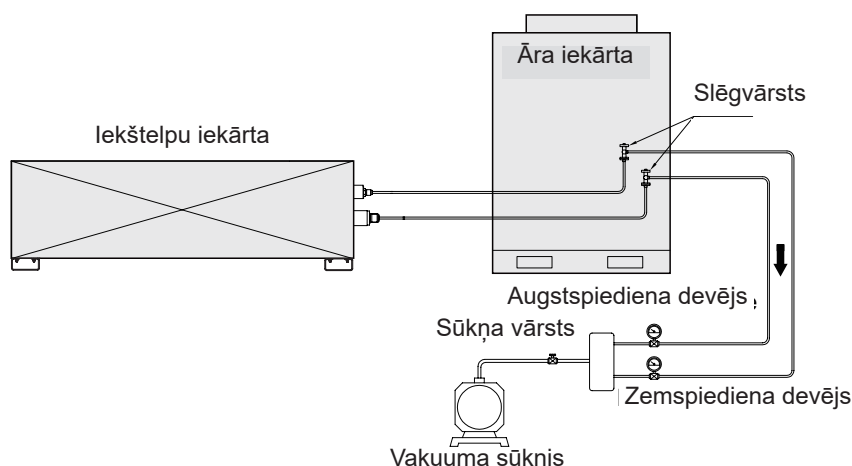 Āra iekārta
Slēgvārsts
Iekštelpu iekārta
Augstspiediena devējs
Sūkņa vārsts
Zemspiediena devējs
Vakuuma sūknis